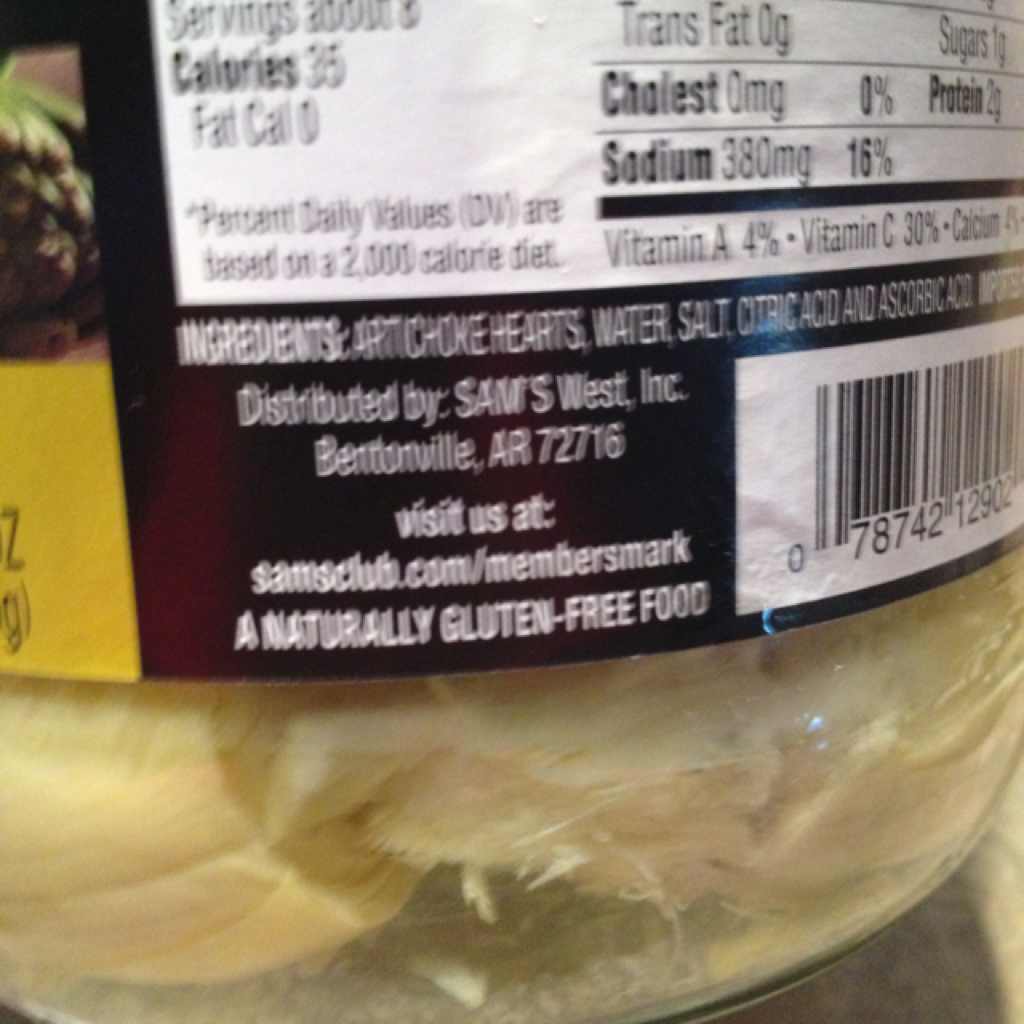 Servings about 8
Calories 35
Fat Cal 0
*Percent Daily Values (DV) are
based on a 2,000 calorie diet.
Trans Fat 0g
Sugars 1g
Cholest 0mg 0% Protein 2g
Sodium 380mg 16%
Vitamin A 4% • Vitamin C 30% • Calcium 4%
INGREDIENTS: ARTICHOKE HEARTS, WATER, SALT, CITRIC ACID AND ASCORBIC ACID.
Distributed by: SAM'S West, Inc.
Bentonville, AR 72716
visit us at:
samsclub.com/membersmark
A NATURALLY GLUTEN-FREE FOOD
0 78742 12902
Z
g)